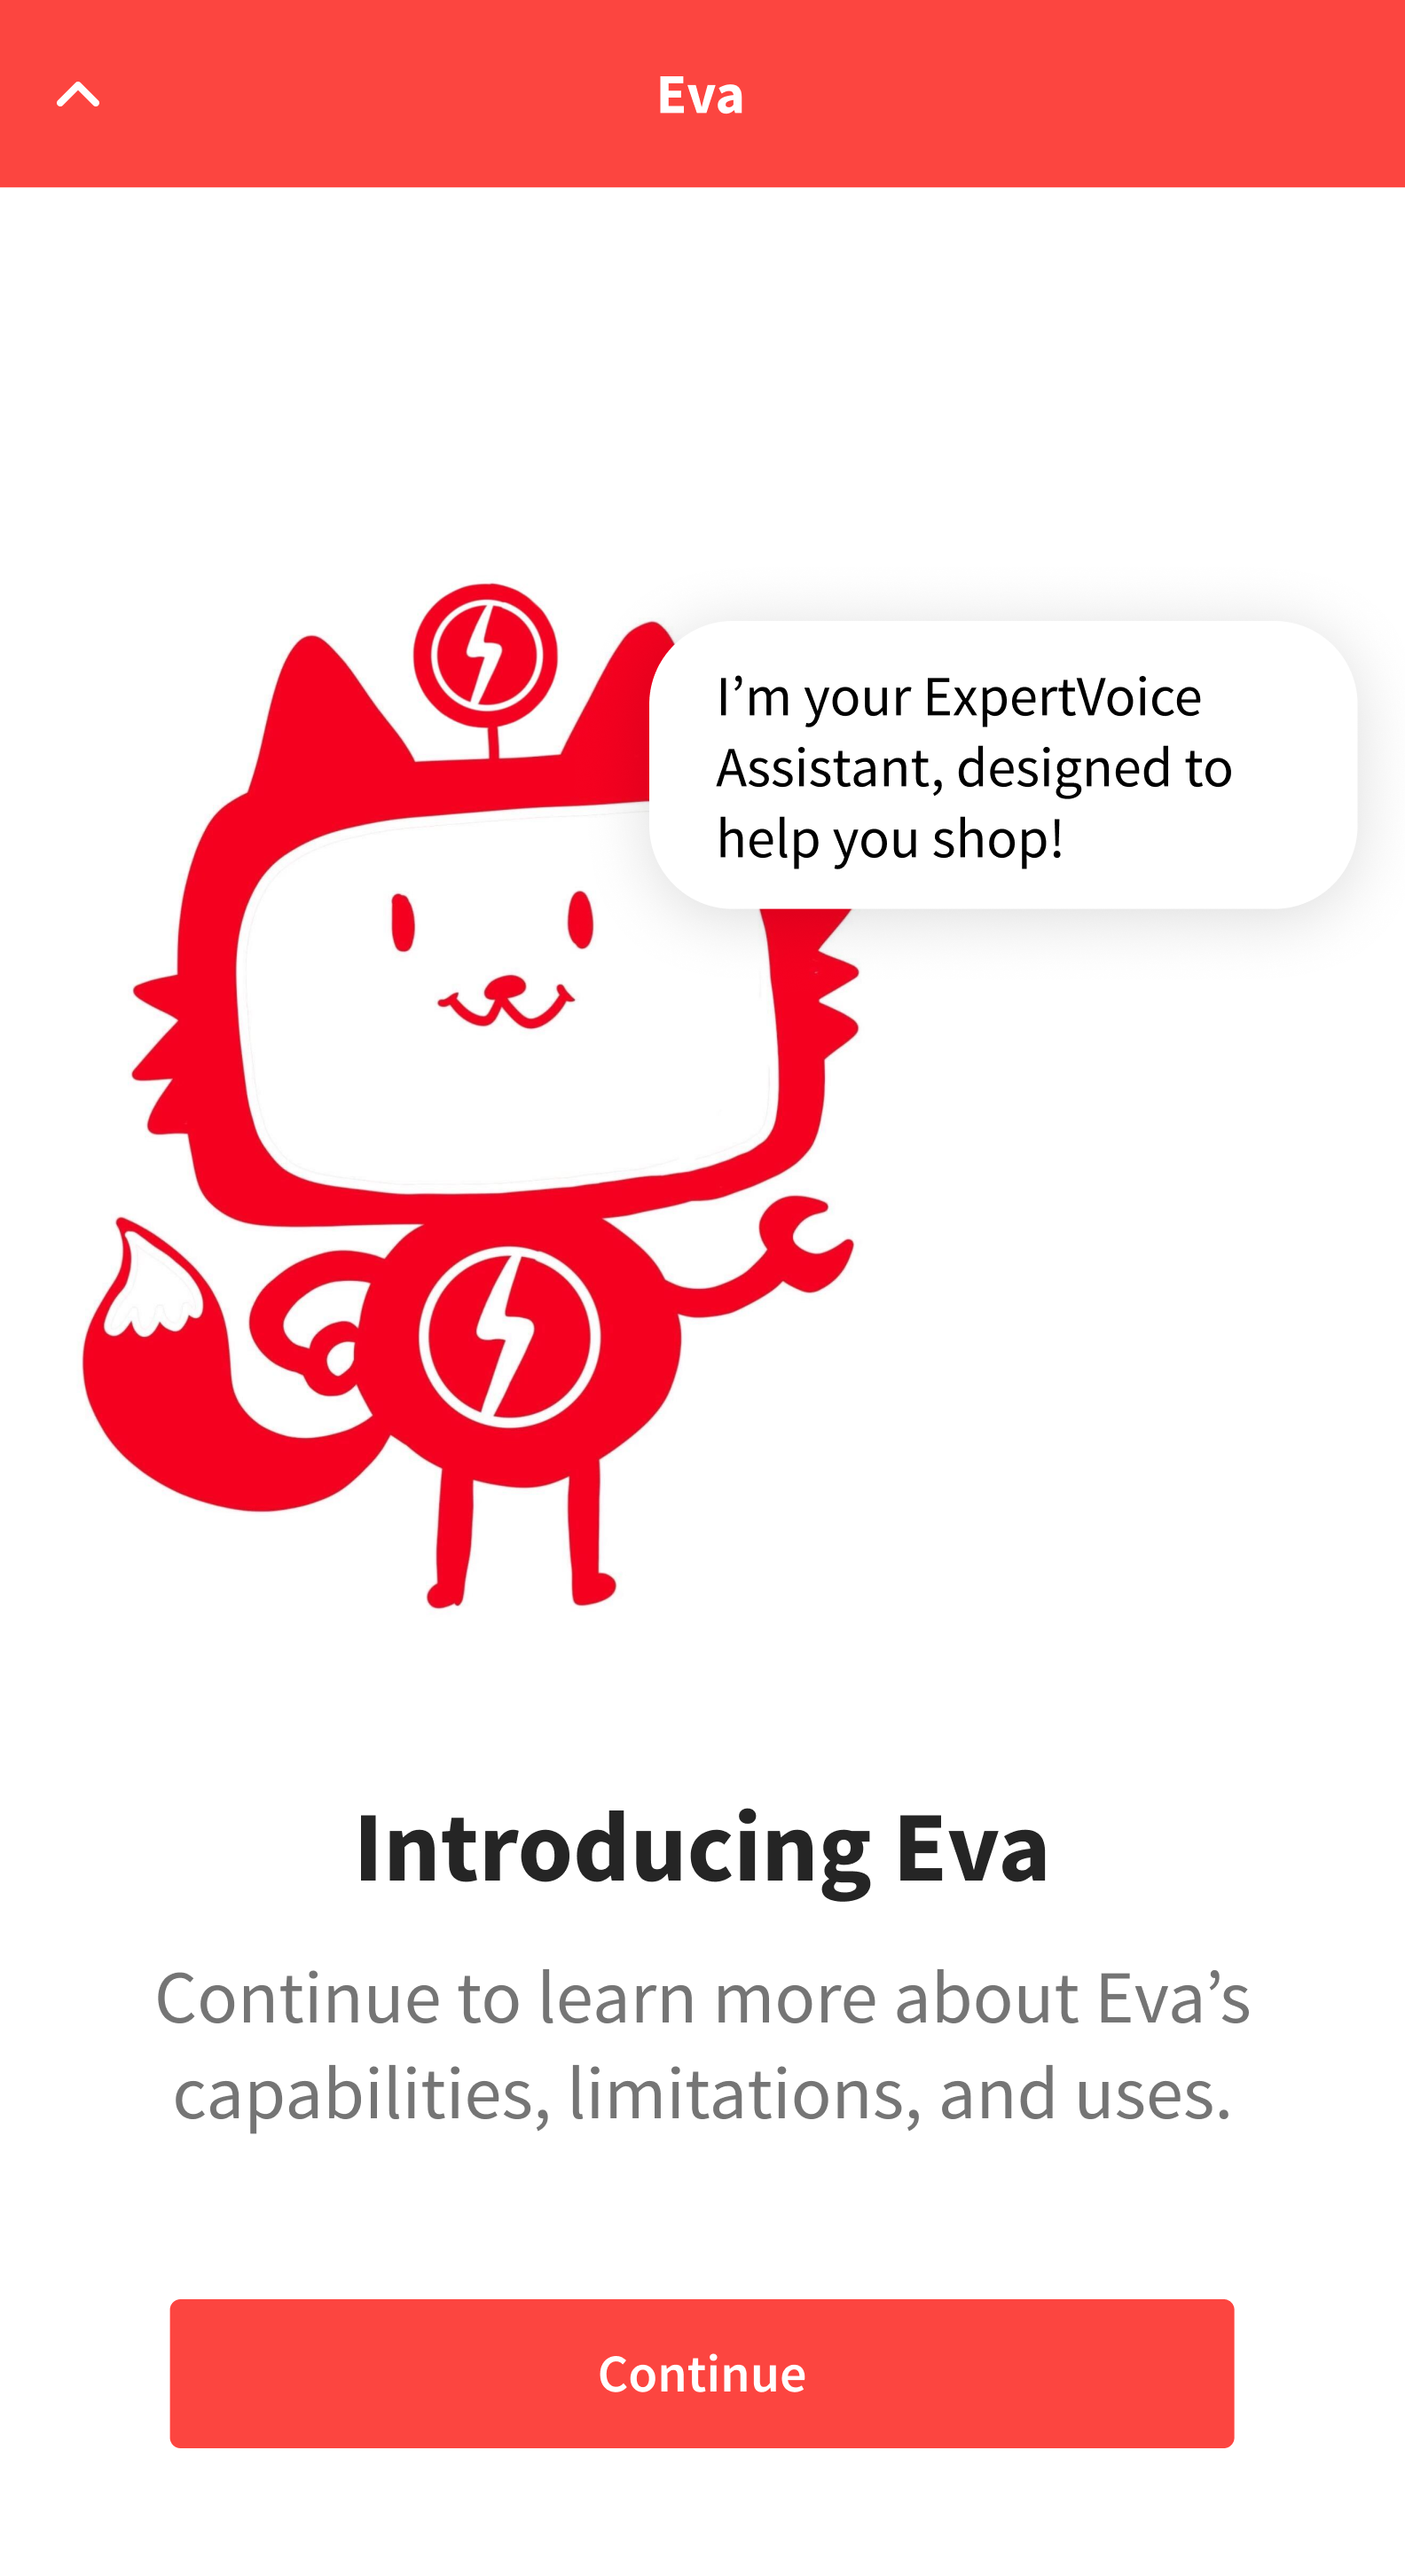 Eva
I’m your ExpertVoice
Assistant, designed to
help you shop!
Introducing Eva
Continue to learn more about Eva’s
capabilities, limitations, and uses.
Continue